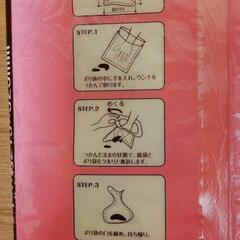 STEP.1
ポリ袋の中に手を入れ、ウンチを
つかんで取ります。
STEP.2
めくる
つかんだままの状態で、紙袋と
ポリ袋をクルリと裏返します。
STEP.3
ポリ袋の口を縛め、持ち帰り。